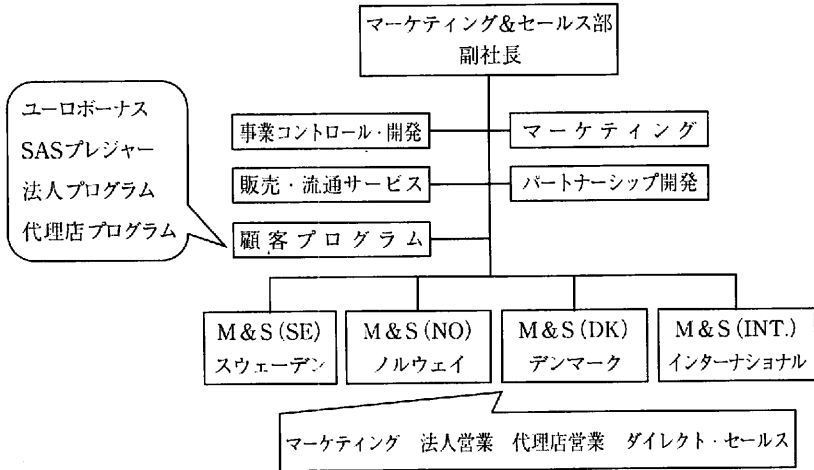 マーケティング&セールス部
副社長
ユーロボーナス
SASプレジャー
法人プログラム
代理店プログラム
事業コントロール・開発
マーケティング
販売・流通サービス
パートナーシップ開発
顧客プログラム
M&S(SE)
スウェーデン
M&S(NO)
ノルウェイ
M&S(DK)
デンマーク
M&S(INT.)
インターナショナル
マーケティング 法人営業 代理店営業 ダイレクト・セールス